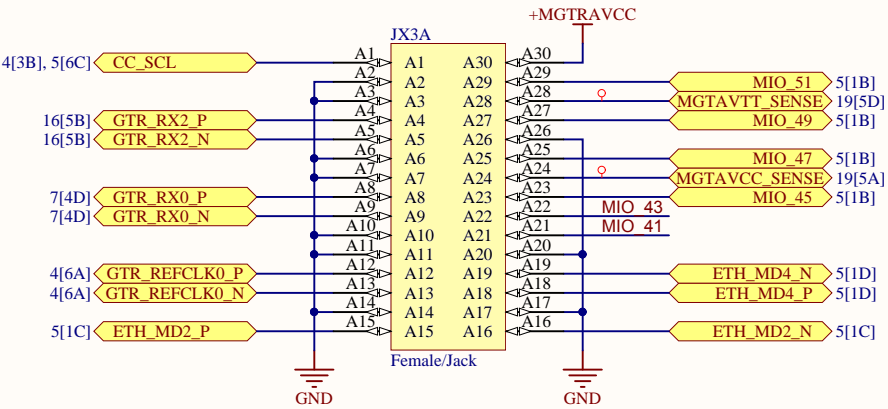 +MGTRAVCC
JX3A
4[3B], 5[6C] CC_SCL A1 A1 A30 A30
A2 A2 A29 A29 MIO_51 5[1B]
A3 A3 A28 A28 MGTAVTT_SENSE 19[5D]
16[5B] GTR_RX2_P A4 A4 A27 A27 MIO_49 5[1B]
16[5B] GTR_RX2_N A5 A5 A26 A26
A6 A6 A25 A25 MIO_47 5[1B]
A7 A7 A24 A24 MGTAVCC_SENSE 19[5A]
7[4D] GTR_RX0_P A8 A8 A23 A23 MIO_45 5[1B]
7[4D] GTR_RX0_N A9 A9 A22 A22 MIO_43
A10 A10 A21 A21 MIO_41
A11 A11 A20 A20
4[6A] GTR_REFCLK0_P A12 A12 A19 A19 ETH_MD4_N 5[1D]
4[6A] GTR_REFCLK0_N A13 A13 A18 A18 ETH_MD4_P 5[1D]
A14 A14 A17 A17
5[1C] ETH_MD2_P A15 A15 A16 A16 ETH_MD2_N 5[1C]
Female/Jack
GND GND